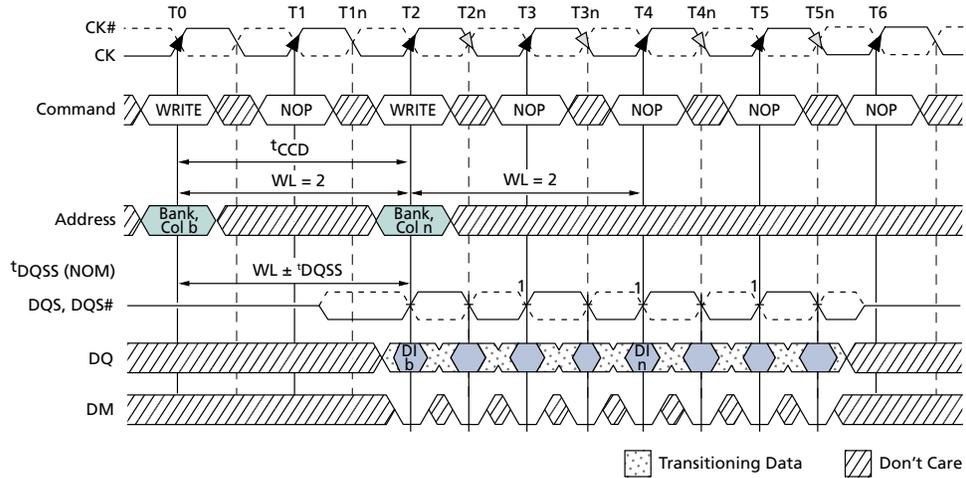 T0 T1 T1n T2 T2n T3 T3n T4 T4n T5 T5n T6
CK#
CK
Command WRITE NOP WRITE NOP NOP NOP NOP
tCCD
WL = 2 WL = 2
Address Bank, Col b Bank, Col n
tDQSS (NOM) WL ± tDQSS
DQS, DQS# 1 1 1
DQ DI b DI n
DM
Transitioning Data Don't Care